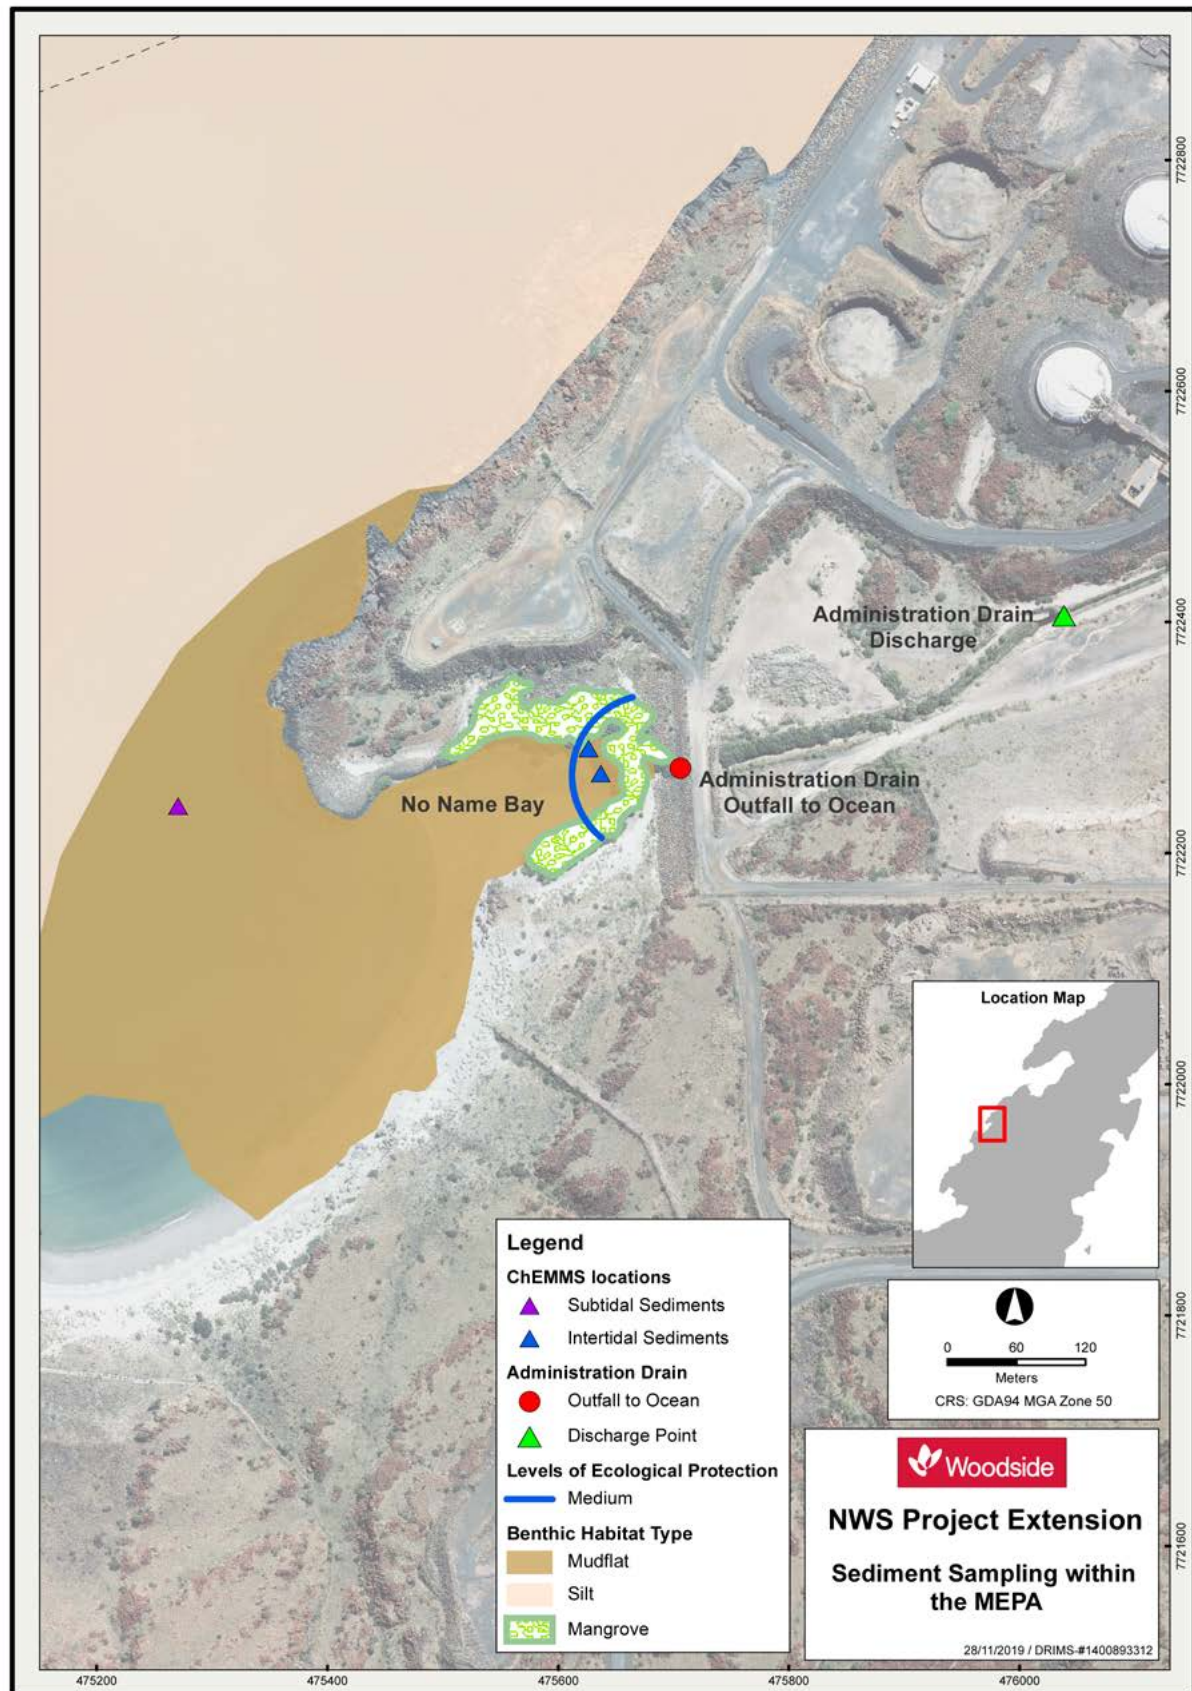 7722800
7722600
Administration Drain
Discharge
7722400
No Name Bay
Administration Drain
Outfall to Ocean
7722200
Location Map
7722000
Legend
ChEMMS locations
Subtidal Sediments
Intertidal Sediments
Administration Drain
Outfall to Ocean
Discharge Point
Levels of Ecological Protection
Medium
Benthic Habitat Type
Mudflat
Silt
Mangrove
0 60 120
Meters
CRS: GDA94 MGA Zone 50
7721800
Woodside
NWS Project Extension
Sediment Sampling within
the MEPA
28/11/2019 / DRIMS-#1400893312
7721600
475200 475400 475600 475800 476000